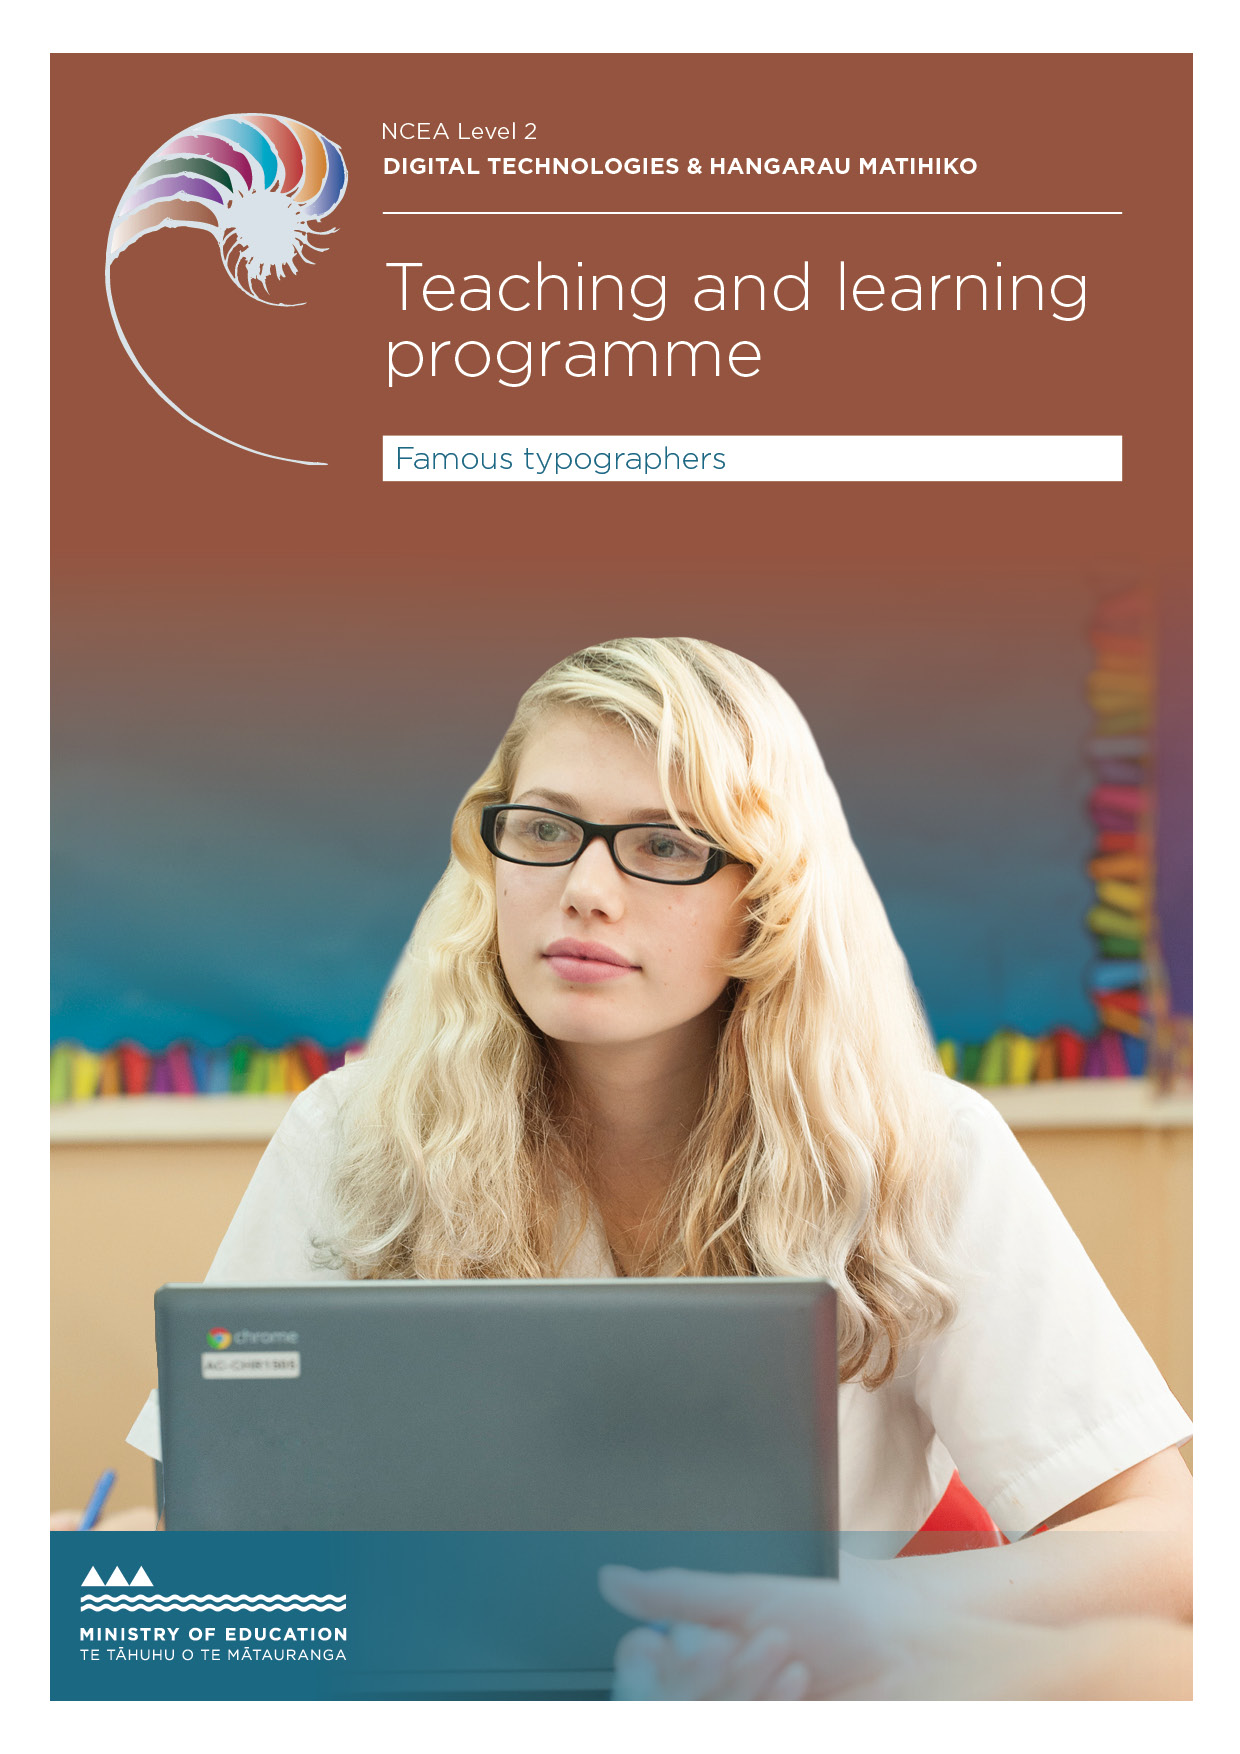 NCEA Level 2
DIGITAL TECHNOLOGIES & HANGARAU MATIHIKO
Teaching and learning
programme
Famous typographers
chrome
MINISTRY OF EDUCATION
TE TĀHUHU O TE MĀTAURANGA